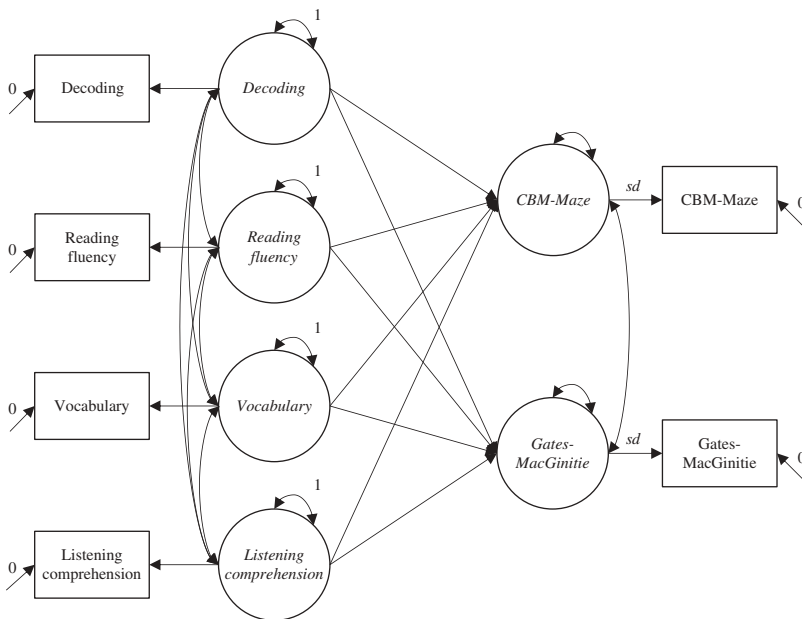 1
0
Decoding
Decoding
1
CBM-Maze
sd
CBM-Maze
0
0
Reading
fluency
Reading
fluency
1
0
Vocabulary
Vocabulary
Gates-
MacGinitie
sd
Gates-
MacGinitie
0
1
0
Listening
comprehension
Listening
comprehension